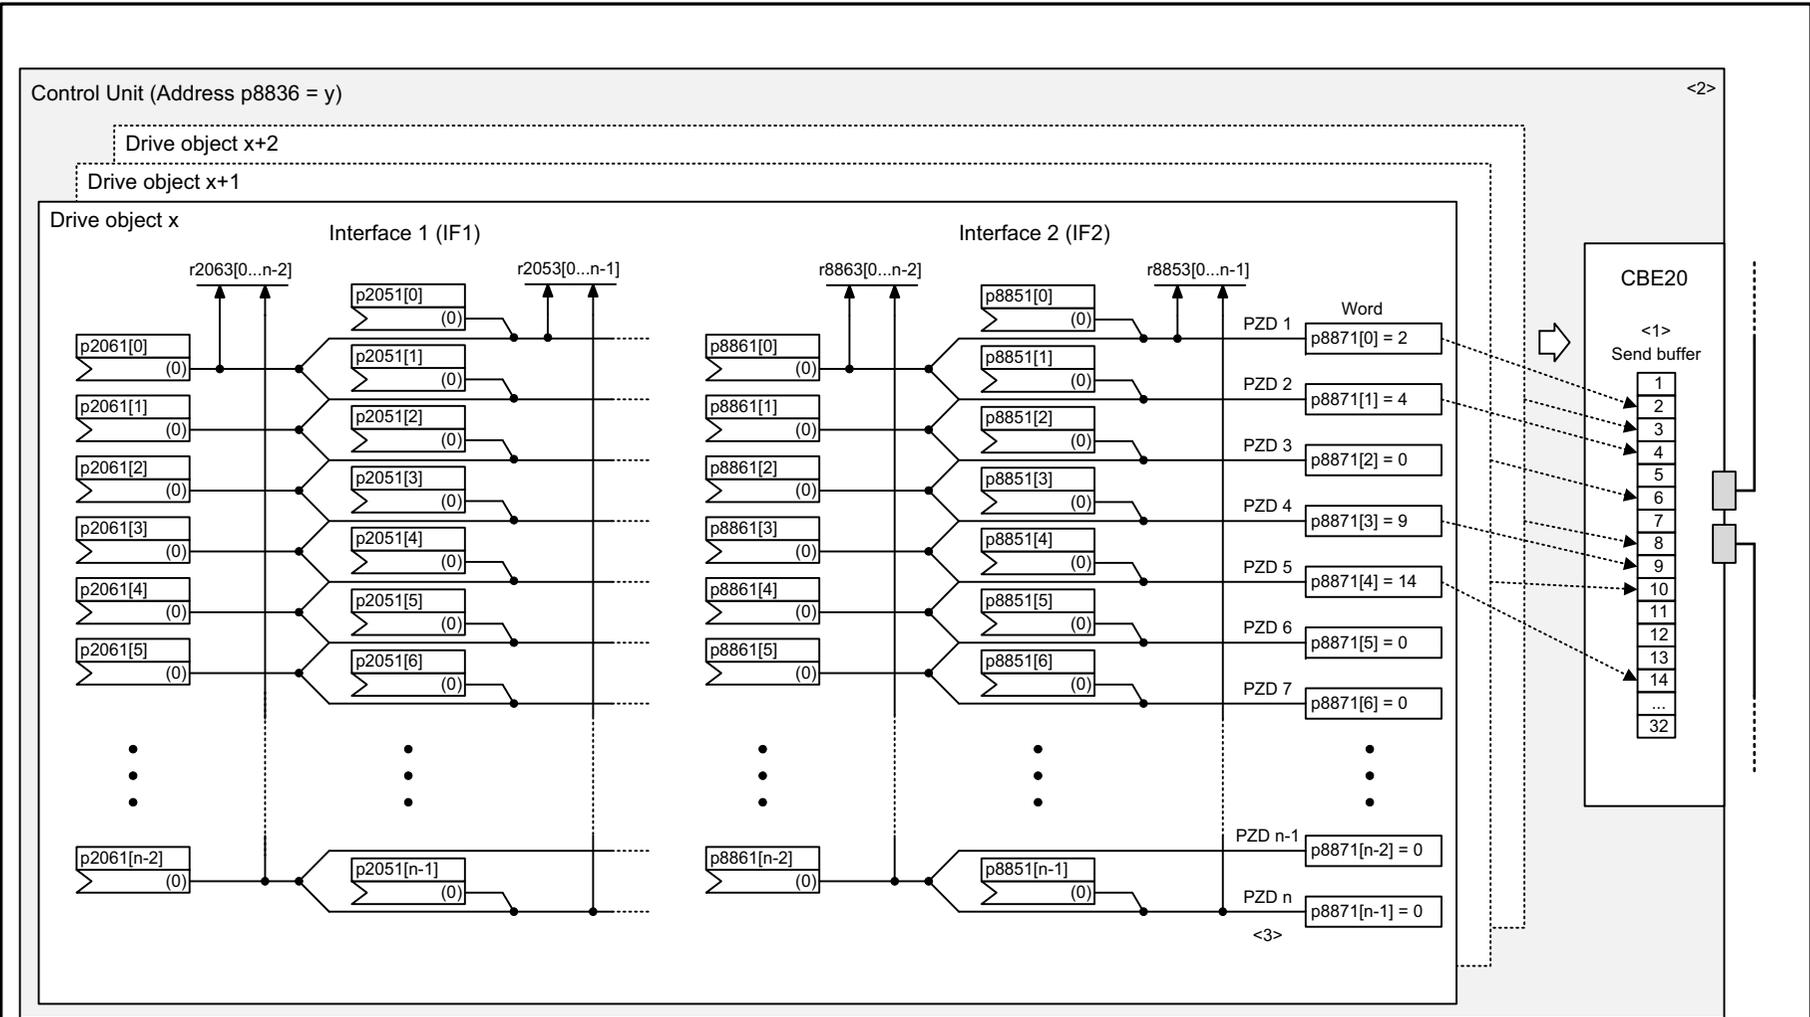 Control Unit (Address p8836 = y)
<2>
Drive object x+2
Drive object x+1
Drive object x
Interface 1 (IF1)
Interface 2 (IF2)
r2063[0...n-2]
r2053[0...n-1]
r8863[0...n-2]
r8853[0...n-1]
p2061[0]
(0)
p2061[1]
(0)
p2061[2]
(0)
p2061[3]
(0)
p2061[4]
(0)
p2061[5]
(0)
p2061[n-2]
(0)
p2051[0]
(0)
p2051[1]
(0)
p2051[2]
(0)
p2051[3]
(0)
p2051[4]
(0)
p2051[5]
(0)
p2051[6]
(0)
p2051[n-1]
(0)
p8861[0]
(0)
p8861[1]
(0)
p8861[2]
(0)
p8861[3]
(0)
p8861[4]
(0)
p8861[5]
(0)
p8861[n-2]
(0)
p8851[0]
(0)
p8851[1]
(0)
p8851[2]
(0)
p8851[3]
(0)
p8851[4]
(0)
p8851[5]
(0)
p8851[6]
(0)
p8851[n-1]
(0)
Word
PZD 1
p8871[0] = 2
PZD 2
p8871[1] = 4
PZD 3
p8871[2] = 0
PZD 4
p8871[3] = 9
PZD 5
p8871[4] = 14
PZD 6
p8871[5] = 0
PZD 7
p8871[6] = 0
PZD n-1
p8871[n-2] = 0
PZD n
p8871[n-1] = 0
<3>
CBE20
<1>
Send buffer
1
2
3
4
5
6
7
8
9
10
11
12
13
14
...
32